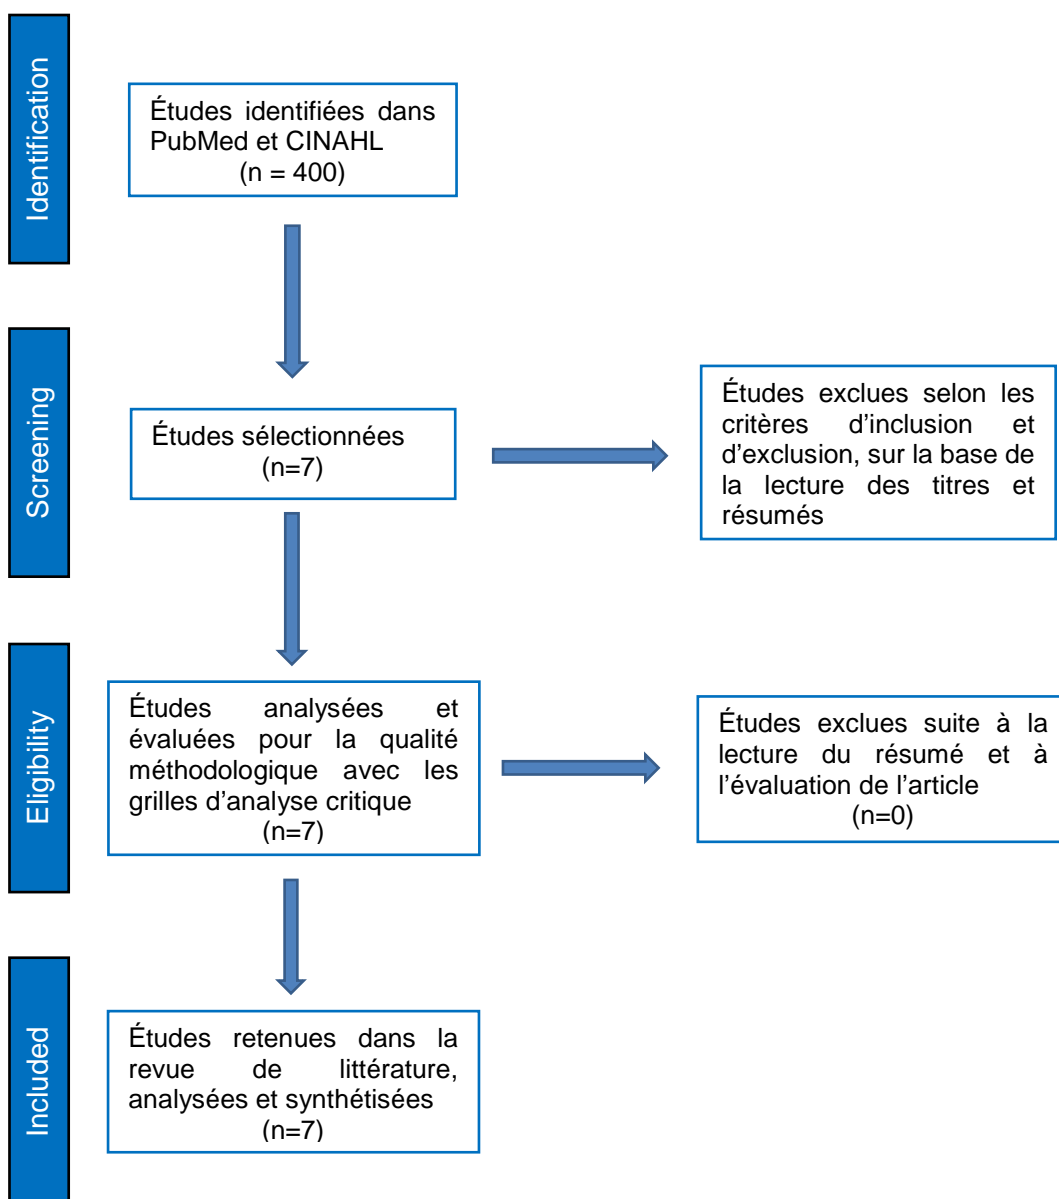 Identification
Études identifiées dans
PubMed et CINAHL
(n = 400)
Screening
Études sélectionnées
(n=7)
Études exclues selon les
critères d’inclusion et
d’exclusion, sur la base de
la lecture des titres et
résumés
Eligibility
Études analysées et
évaluées pour la qualité
méthodologique avec les
grilles d’analyse critique
(n=7)
Études exclues suite à la
lecture du résumé et à
l’évaluation de l’article
(n=0)
Included
Études retenues dans la
revue de littérature,
analysées et synthétisées
(n=7)